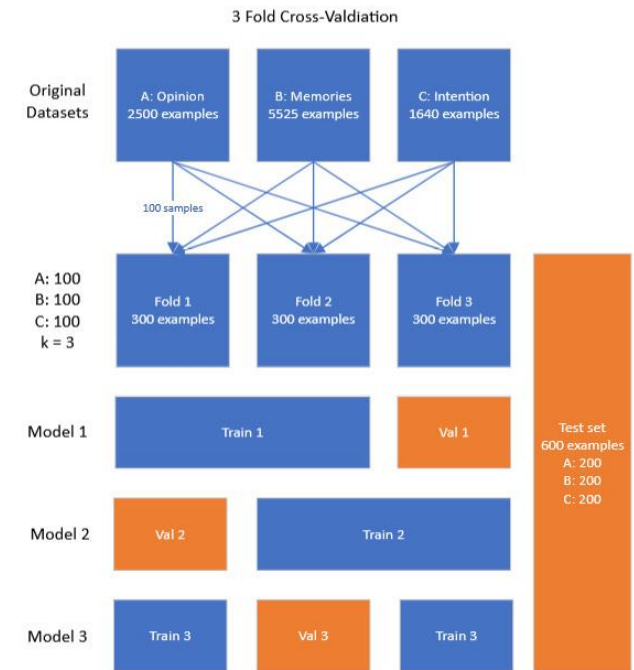 3 Fold Cross-Valdiation
Original
Datasets
A: Opinion
2500 examples
B: Memories
5525 examples
C: Intention
1640 examples
100 samples
A: 100
B: 100
C: 100
k = 3
Fold 1
300 examples
Fold 2
300 examples
Fold 3
300 examples
Model 1
Train 1
Val 1
Test set
600 examples
A: 200
B: 200
C: 200
Model 2
Val 2
Train 2
Model 3
Train 3
Val 3
Train 3